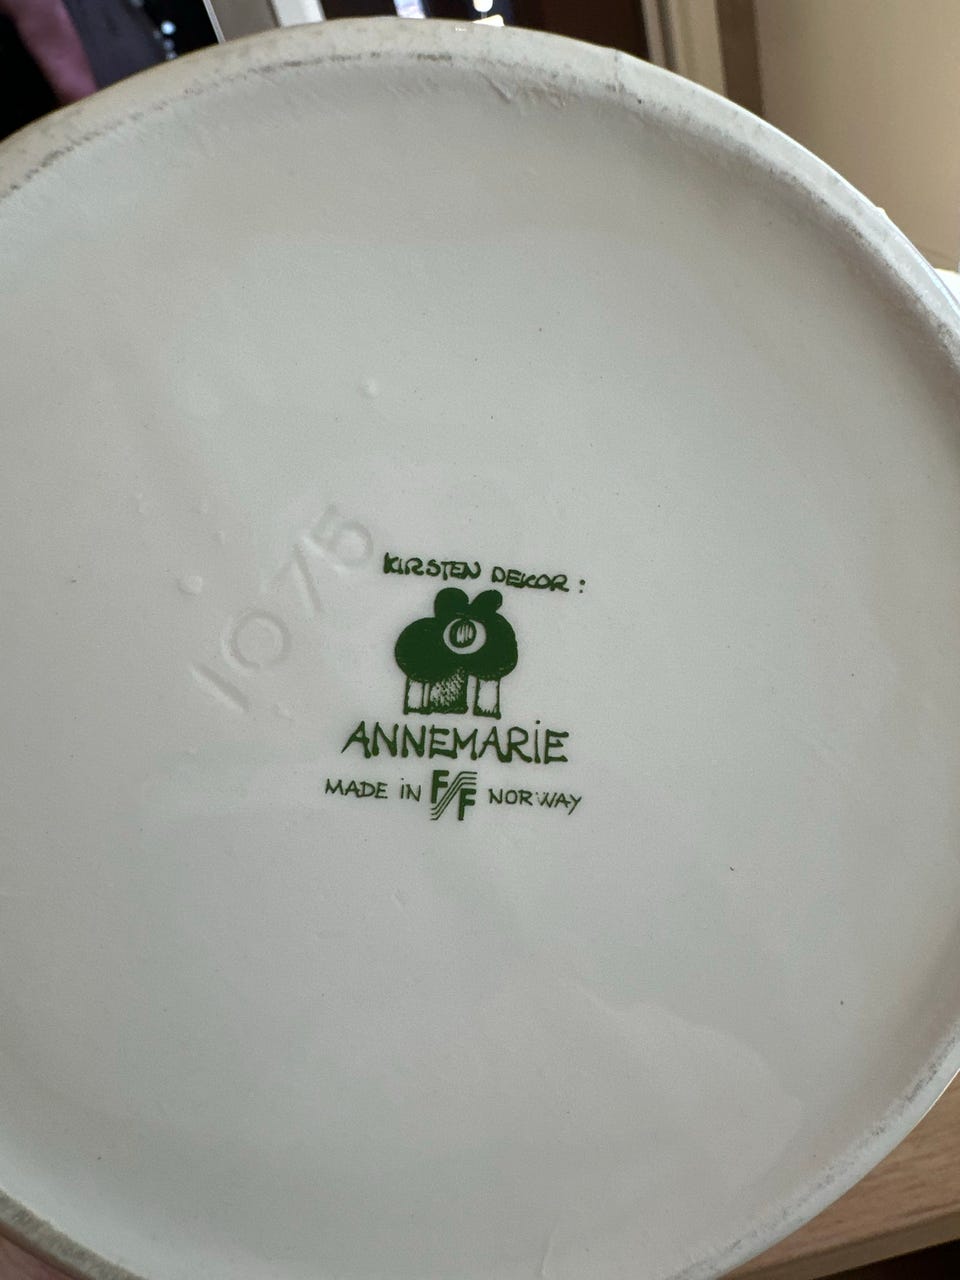 1075
KIRSTEN DEKOR:
ANNEMARIE
MADE IN FF NORWAY